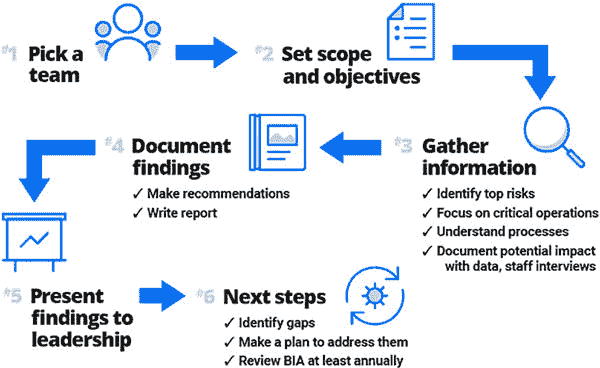 #1 Pick a
team
#2 Set scope
and objectives
#3 Gather
information
✓ Identify top risks
✓ Focus on critical operations
✓ Understand processes
✓ Document potential impact
with data, staff interviews
#4 Document
findings
✓ Make recommendations
✓ Write report
#5 Present
findings to
leadership
#6 Next steps
✓ Identify gaps
✓ Make a plan to address them
✓ Review BIA at least annually